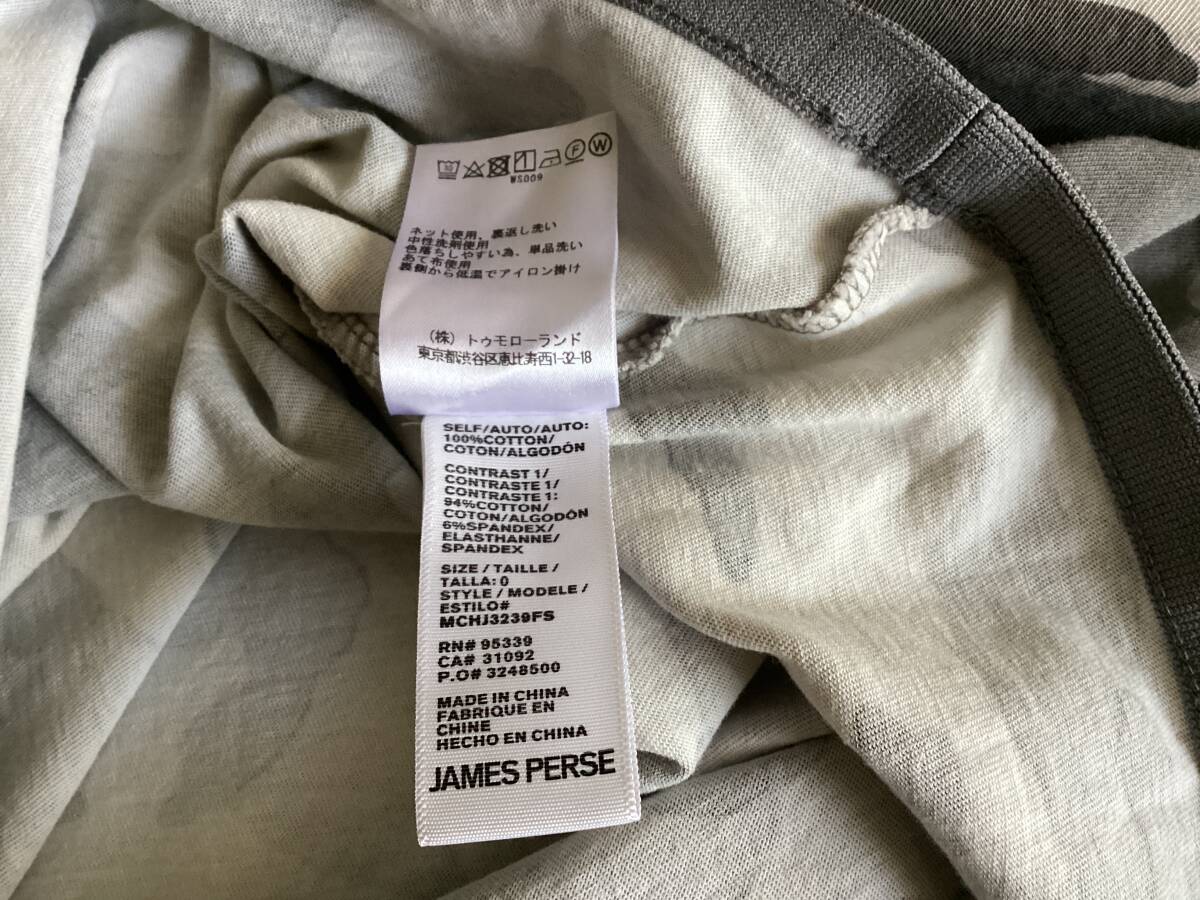 WS009
ネット使用、裏返し洗い
中性洗剤使用
色落ちしやすい為、単品洗い
あて布使用
裏側から低温でアイロン掛け
(株) トゥモローランド
東京都渋谷区恵比寿西1-32-18
SELF/AUTO/AUTO:
100%COTTON/
COTON/ALGODÓN
CONTRAST 1/
CONTRASTE 1/
CONTRASTE 1:
94%COTTON/
COTON/ALGODÓN
6%SPANDEX/
ELASTHANNE/
SPANDEX
SIZE / TAILLE /
TALLA: 0
STYLE / MODELE /
ESTILO#
MCHJ3239FS
RN# 95339
CA# 31092
P.O# 3248500
MADE IN CHINA
FABRIQUE EN
CHINE
HECHO EN CHINA
JAMES PERSE